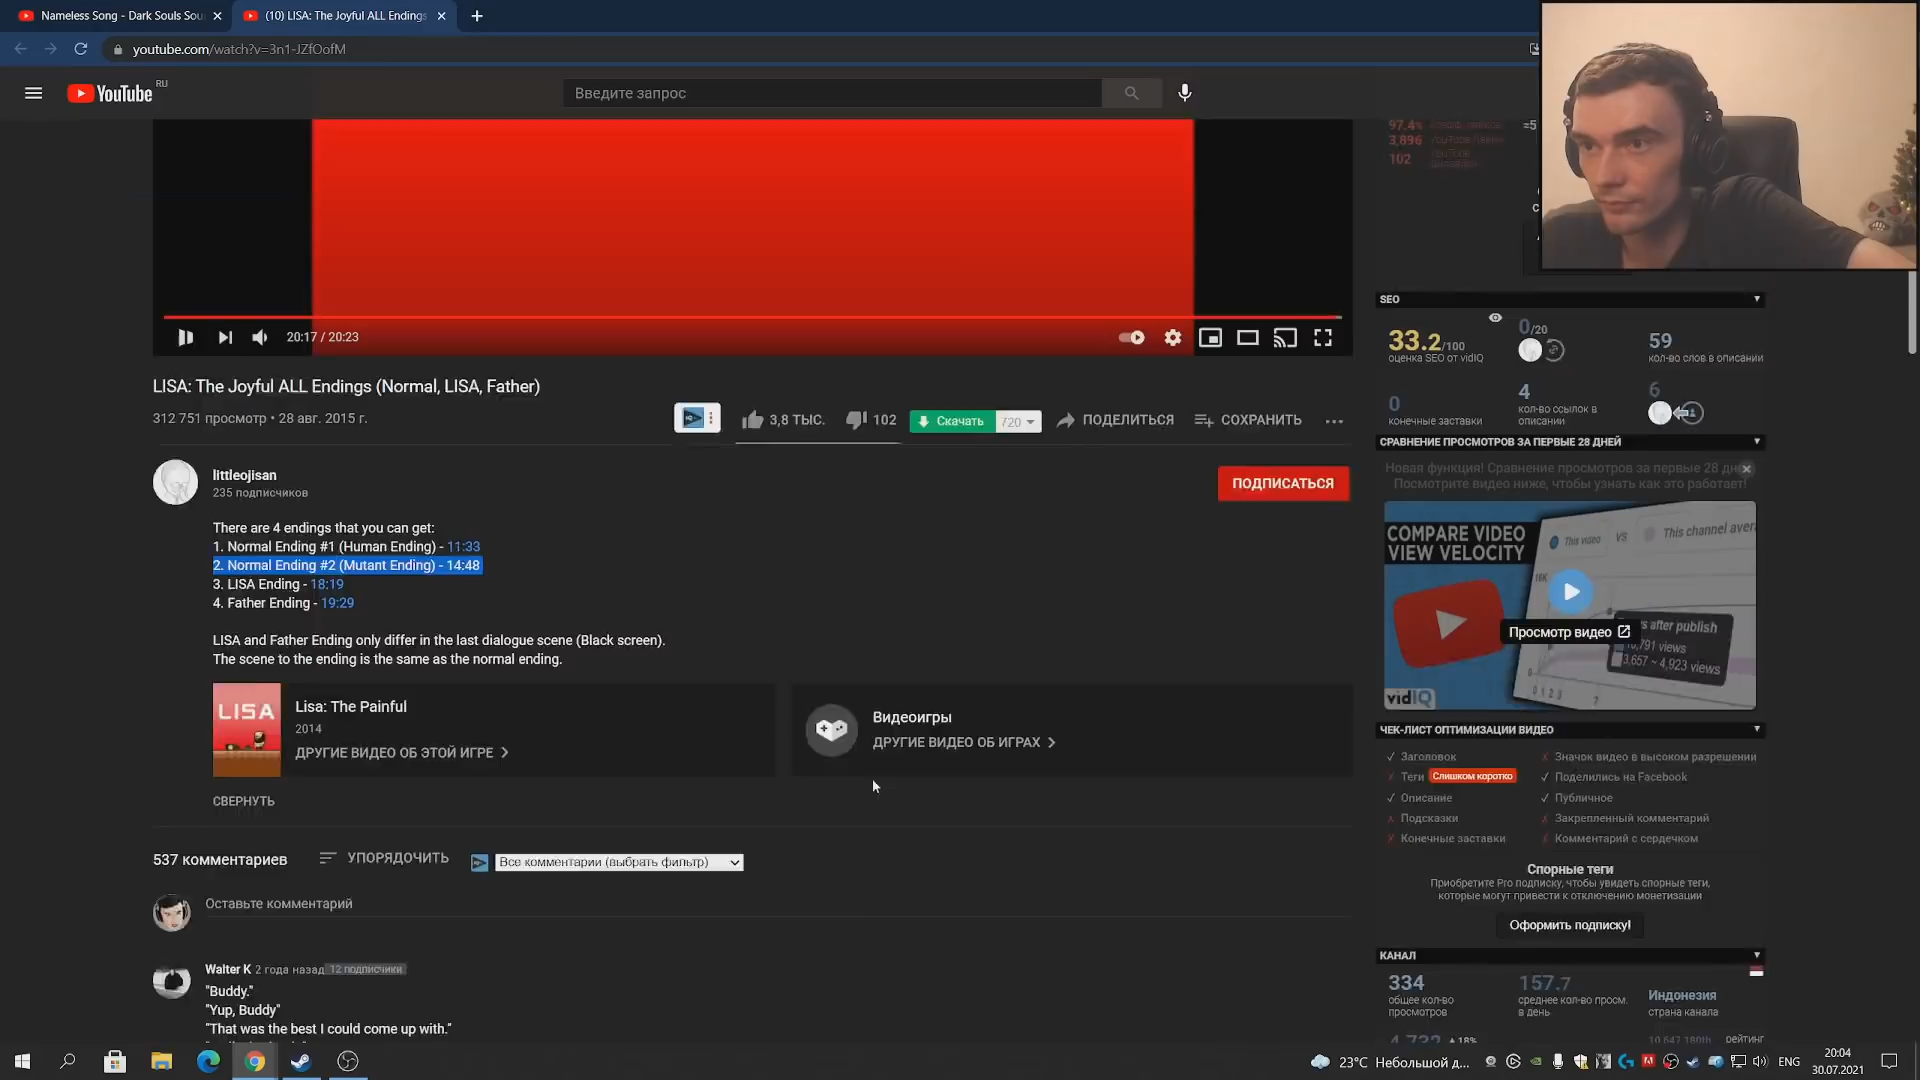 Nameless Song - Dark Souls Sou
(10) LISA: The Joyful ALL Endings
youtube.com/watch?v=3n1-JZfOofM
YouTube
RU
Введите запрос
20:17 / 20:23
LISA: The Joyful ALL Endings (Normal, LISA, Father)
312 751 просмотр • 28 авг. 2015 г.
3,8 ТЫС.
102
Скачать
720
ПОДЕЛИТЬСЯ
СОХРАНИТЬ
littleojisan
235 подписчиков
ПОДПИСАТЬСЯ
There are 4 endings that you can get:
1. Normal Ending #1 (Human Ending) - 11:33
2. Normal Ending #2 (Mutant Ending) - 14:48
3. LISA Ending - 18:19
4. Father Ending - 19:29
LISA and Father Ending only differ in the last dialogue scene (Black screen).
The scene to the ending is the same as the normal ending.
LISA
Lisa: The Painful
2014
ДРУГИЕ ВИДЕО ОБ ЭТОЙ ИГРЕ
Видеоигры
ДРУГИЕ ВИДЕО ОБ ИГРАХ
СВЕРНУТЬ
537 комментариев
УПОРЯДОЧИТЬ
Все комментарии (выбрать фильтр)
Оставьте комментарий
Walter K 2 года назад 12 подписчики
"Buddy."
"Yup, Buddy"
"That was the best I could come up with."
97.4%
3,896
102
SEO
33.2/100
оценка SEO от vidIQ
0/20
59
кол-во слов в описании
0
конечные заставки
4
кол-во ссылок в
описании
6
СРАВНЕНИЕ ПРОСМОТРОВ ЗА ПЕРВЫЕ 28 ДНЕЙ
Новая функция! Сравнение просмотров за первые 28 дн
Посмотрите видео ниже, чтобы узнать как это работает!
COMPARE VIDEO
VIEW VELOCITY
This video
VS
This channel aver
Просмотр видео
s after publish
10,791 views
3,657 ~ 4,923 views
vidIQ
ЧЕК-ЛИСТ ОПТИМИЗАЦИИ ВИДЕО
Заголовок
Значок видео в высоком разрешении
Теги Слишком коротко
Поделились на Facebook
Описание
Публичное
Подсказки
Закрепленный комментарий
Конечные заставки
Комментарий с сердечком
Спорные теги
Приобретите Pro подписку, чтобы увидеть спорные теги,
которые могут привести к отключению монетизации
Оформить подписку!
КАНАЛ
334
общее кол-во
просмотров
157.7
среднее кол-во просм.
в день
Индонезия
страна канала
4,732 ▲18%
10 647 180th
рейтинг
23°C Небольшой д...
ENG
20:04
30.07.2021